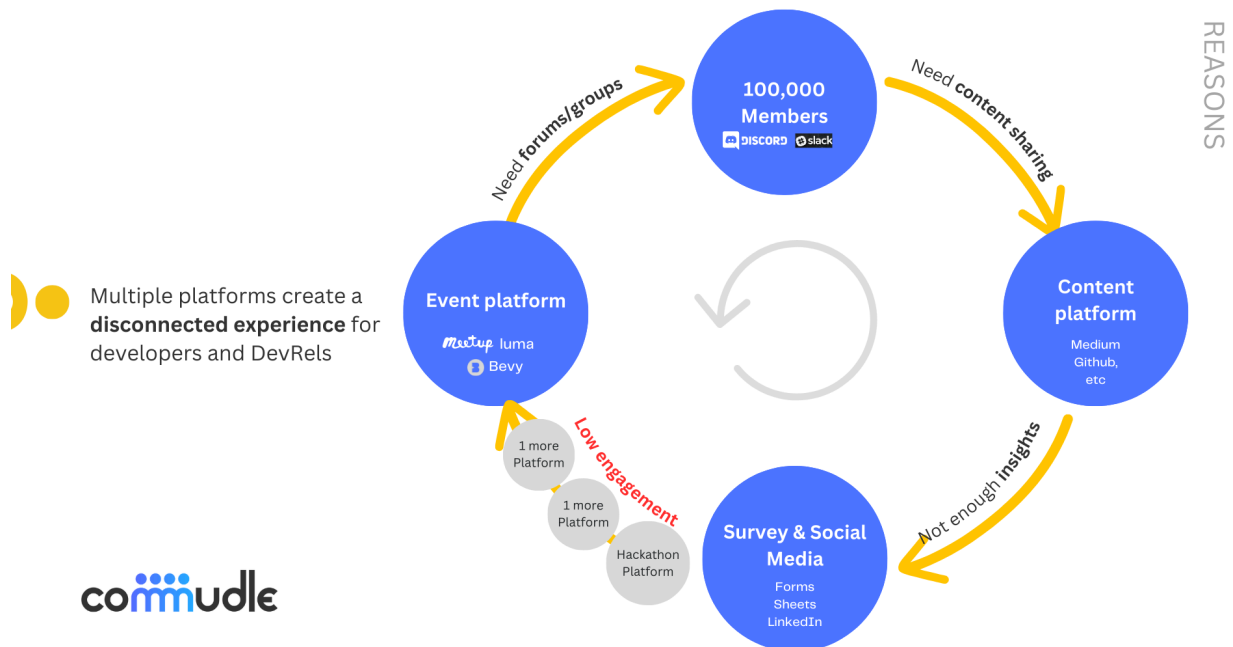 REASONS
100,000
Members
DISCORD slack
Need forums/groups
Need content sharing
Multiple platforms create a
disconnected experience for
developers and DevRels
Event platform
meetup luma
Bevy
Content
platform
Medium
Github,
etc
Low engagement
1 more
Platform
1 more
Platform
Hackathon
Platform
Not enough insights
Survey & Social
Media
Forms
Sheets
LinkedIn
commudle